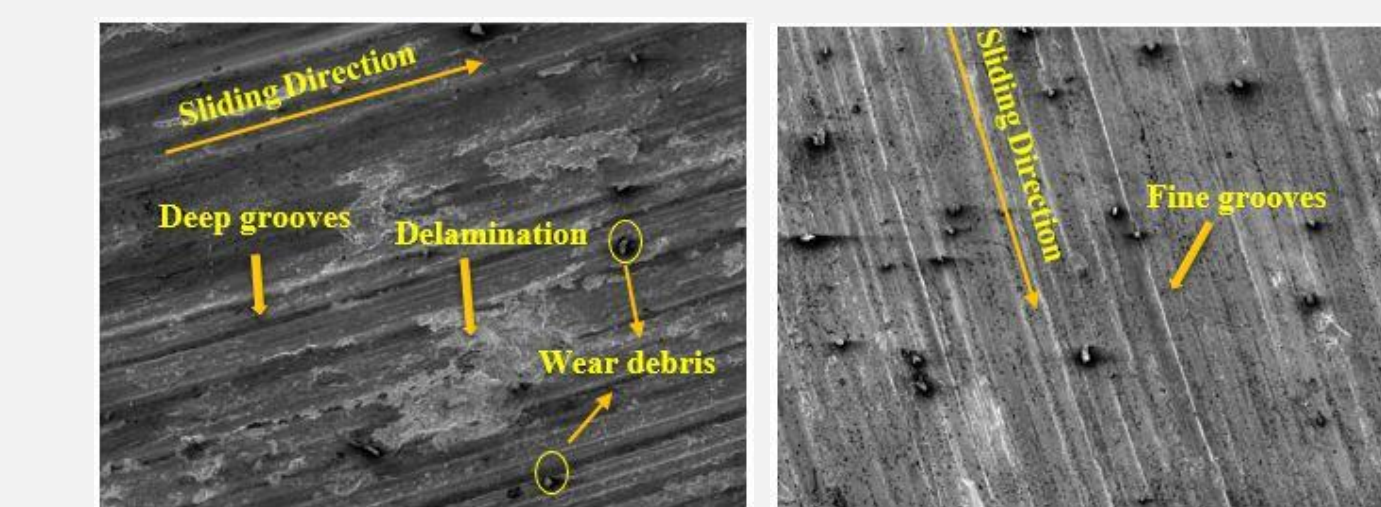 Sliding Direction
Deep grooves
Delamination
Wear debris
Sliding Direction
Fine grooves